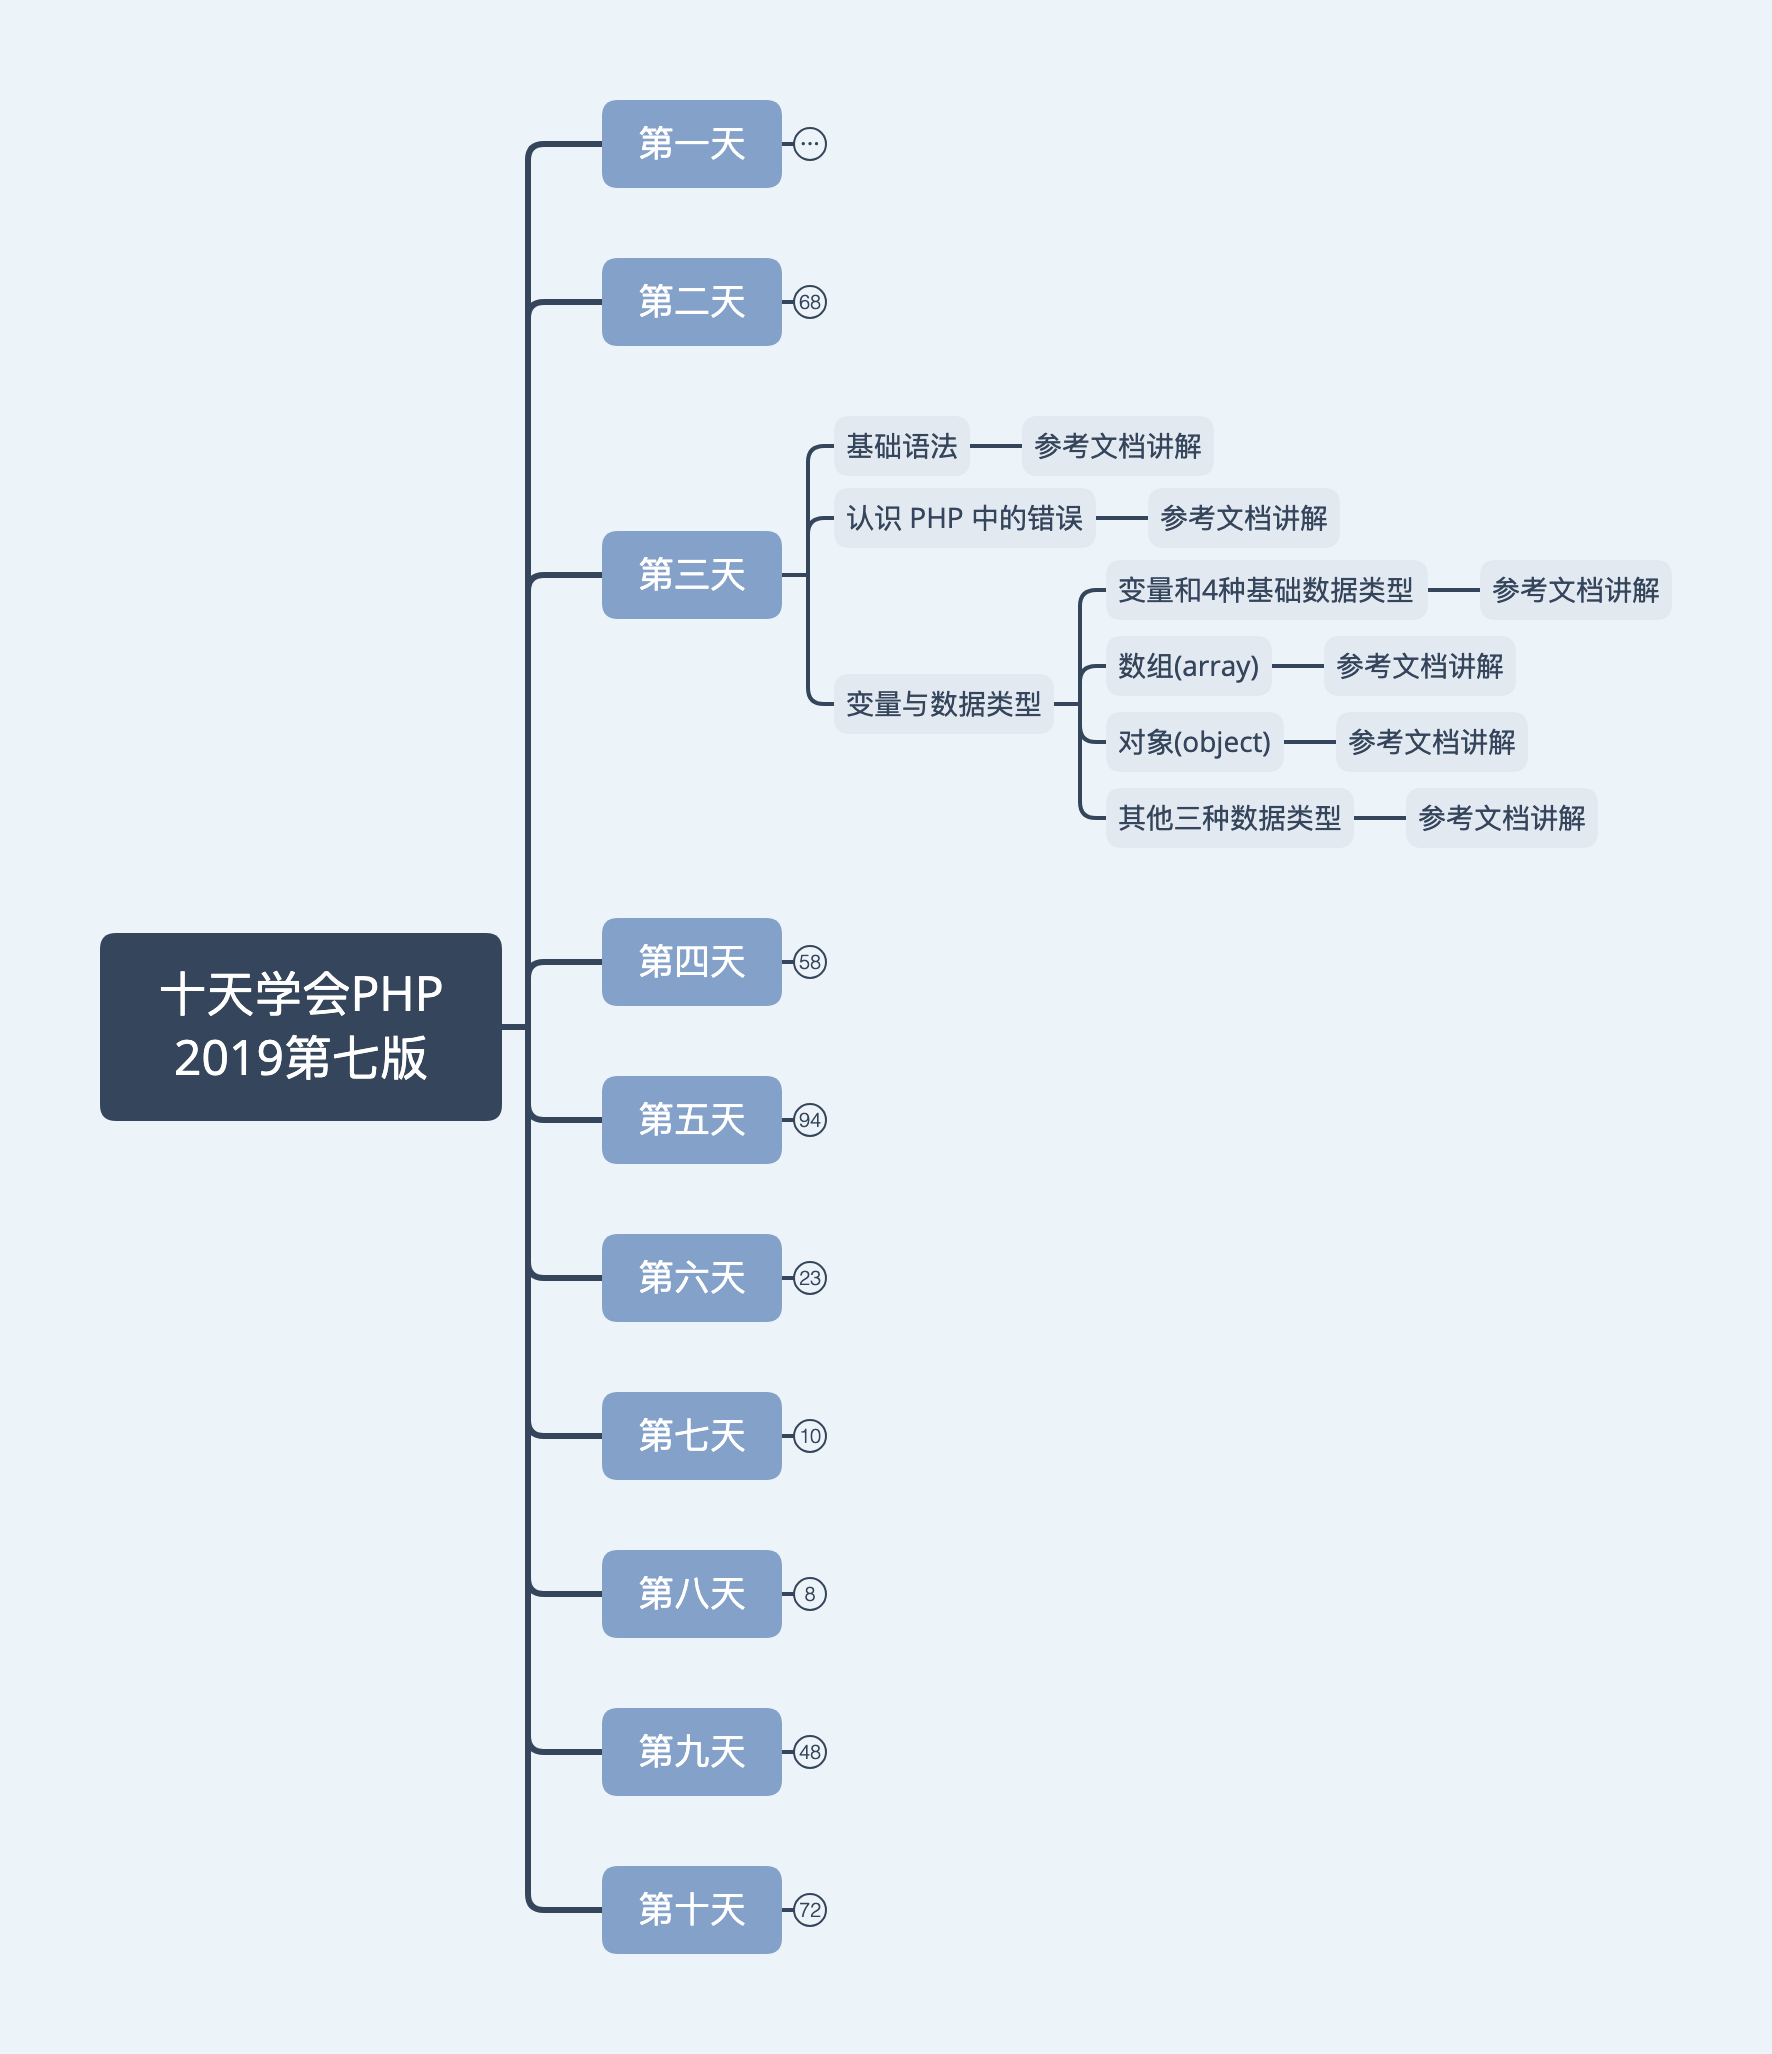 第一天
...
第二天
68
基础语法
参考文档讲解
认识 PHP 中的错误
参考文档讲解
第三天
变量和4种基础数据类型
参考文档讲解
数组(array)
参考文档讲解
变量与数据类型
对象(object)
参考文档讲解
其他三种数据类型
参考文档讲解
十天学会PHP
2019第七版
第四天
58
第五天
94
第六天
23
第七天
10
第八天
8
第九天
48
第十天
72